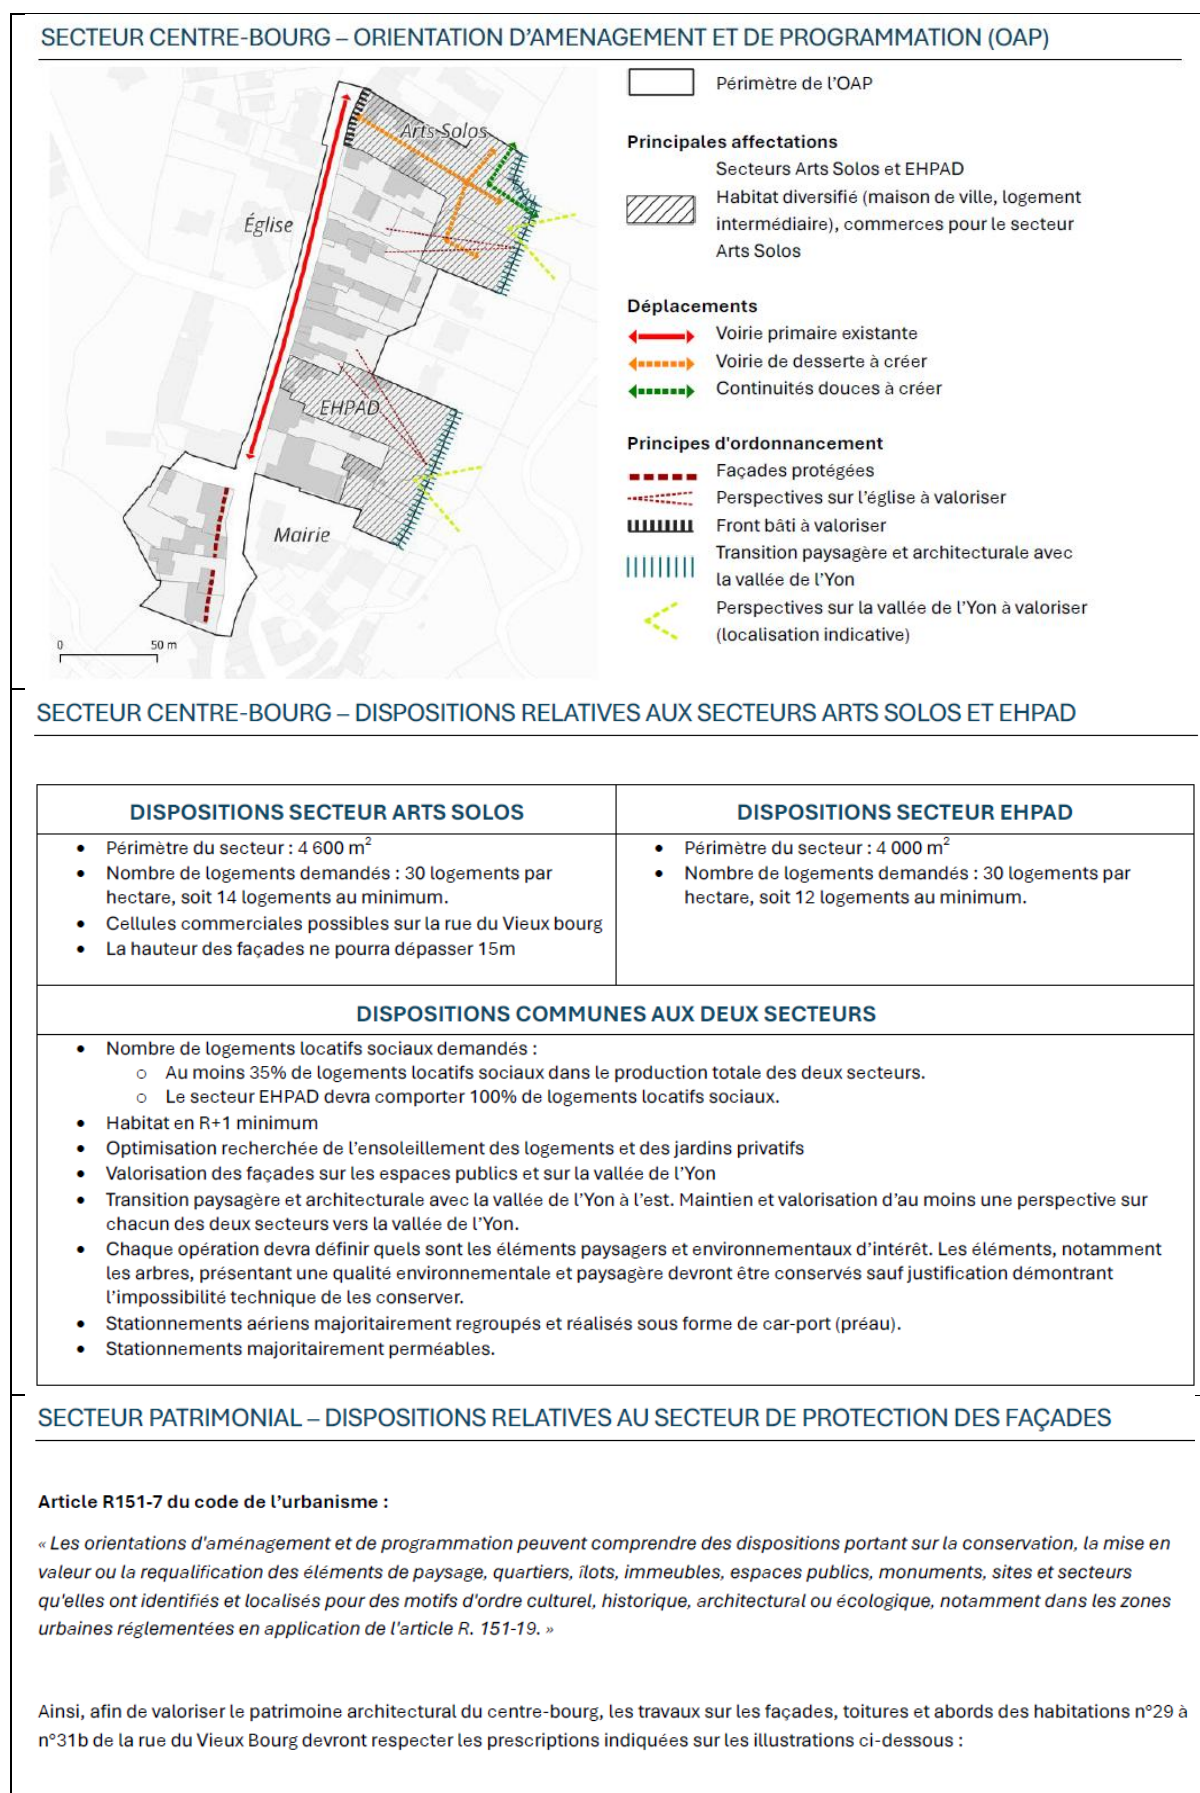 SECTEUR CENTRE-BOURG – ORIENTATION D'AMENAGEMENT ET DE PROGRAMMATION (OAP)
Arts Solos
Église
EHPAD
Mairie
0 50 m
Périmètre de l'OAP
Principales affectations
Secteurs Arts Solos et EHPAD
Habitat diversifié (maison de ville, logement
intermédiaire), commerces pour le secteur
Arts Solos
Déplacements
Voirie primaire existante
Voirie de desserte à créer
Continuités douces à créer
Principes d'ordonnancement
Façades protégées
Perspectives sur l'église à valoriser
Front bâti à valoriser
Transition paysagère et architecturale avec
la vallée de l'Yon
Perspectives sur la vallée de l'Yon à valoriser
(localisation indicative)
SECTEUR CENTRE-BOURG – DISPOSITIONS RELATIVES AUX SECTEURS ARTS SOLOS ET EHPAD
DISPOSITIONS SECTEUR ARTS SOLOS
• Périmètre du secteur : 4 600 m²
• Nombre de logements demandés : 30 logements par
hectare, soit 14 logements au minimum.
• Cellules commerciales possibles sur la rue du Vieux bourg
• La hauteur des façades ne pourra dépasser 15m
DISPOSITIONS SECTEUR EHPAD
• Périmètre du secteur : 4 000 m²
• Nombre de logements demandés : 30 logements par
hectare, soit 12 logements au minimum.
DISPOSITIONS COMMUNES AUX DEUX SECTEURS
• Nombre de logements locatifs sociaux demandés :
o Au moins 35% de logements locatifs sociaux dans le production totale des deux secteurs.
o Le secteur EHPAD devra comporter 100% de logements locatifs sociaux.
• Habitat en R+1 minimum
• Optimisation recherchée de l'ensoleillement des logements et des jardins privatifs
• Valorisation des façades sur les espaces publics et sur la vallée de l'Yon
• Transition paysagère et architecturale avec la vallée de l'Yon à l'est. Maintien et valorisation d'au moins une perspective sur
chacun des deux secteurs vers la vallée de l'Yon.
• Chaque opération devra définir quels sont les éléments paysagers et environnementaux d'intérêt. Les éléments, notamment
les arbres, présentant une qualité environnementale et paysagère devront être conservés sauf justification démontrant
l'impossibilité technique de les conserver.
• Stationnements aériens majoritairement regroupés et réalisés sous forme de car-port (préau).
• Stationnements majoritairement perméables.
SECTEUR PATRIMONIAL – DISPOSITIONS RELATIVES AU SECTEUR DE PROTECTION DES FAÇADES
Article R151-7 du code de l'urbanisme :
« Les orientations d'aménagement et de programmation peuvent comprendre des dispositions portant sur la conservation, la mise en
valeur ou la requalification des éléments de paysage, quartiers, îlots, immeubles, espaces publics, monuments, sites et secteurs
qu'elles ont identifiés et localisés pour des motifs d'ordre culturel, historique, architectural ou écologique, notamment dans les zones
urbaines réglementées en application de l'article R. 151-19. »
Ainsi, afin de valoriser le patrimoine architectural du centre-bourg, les travaux sur les façades, toitures et abords des habitations n°29 à
n°31b de la rue du Vieux Bourg devront respecter les prescriptions indiquées sur les illustrations ci-dessous :